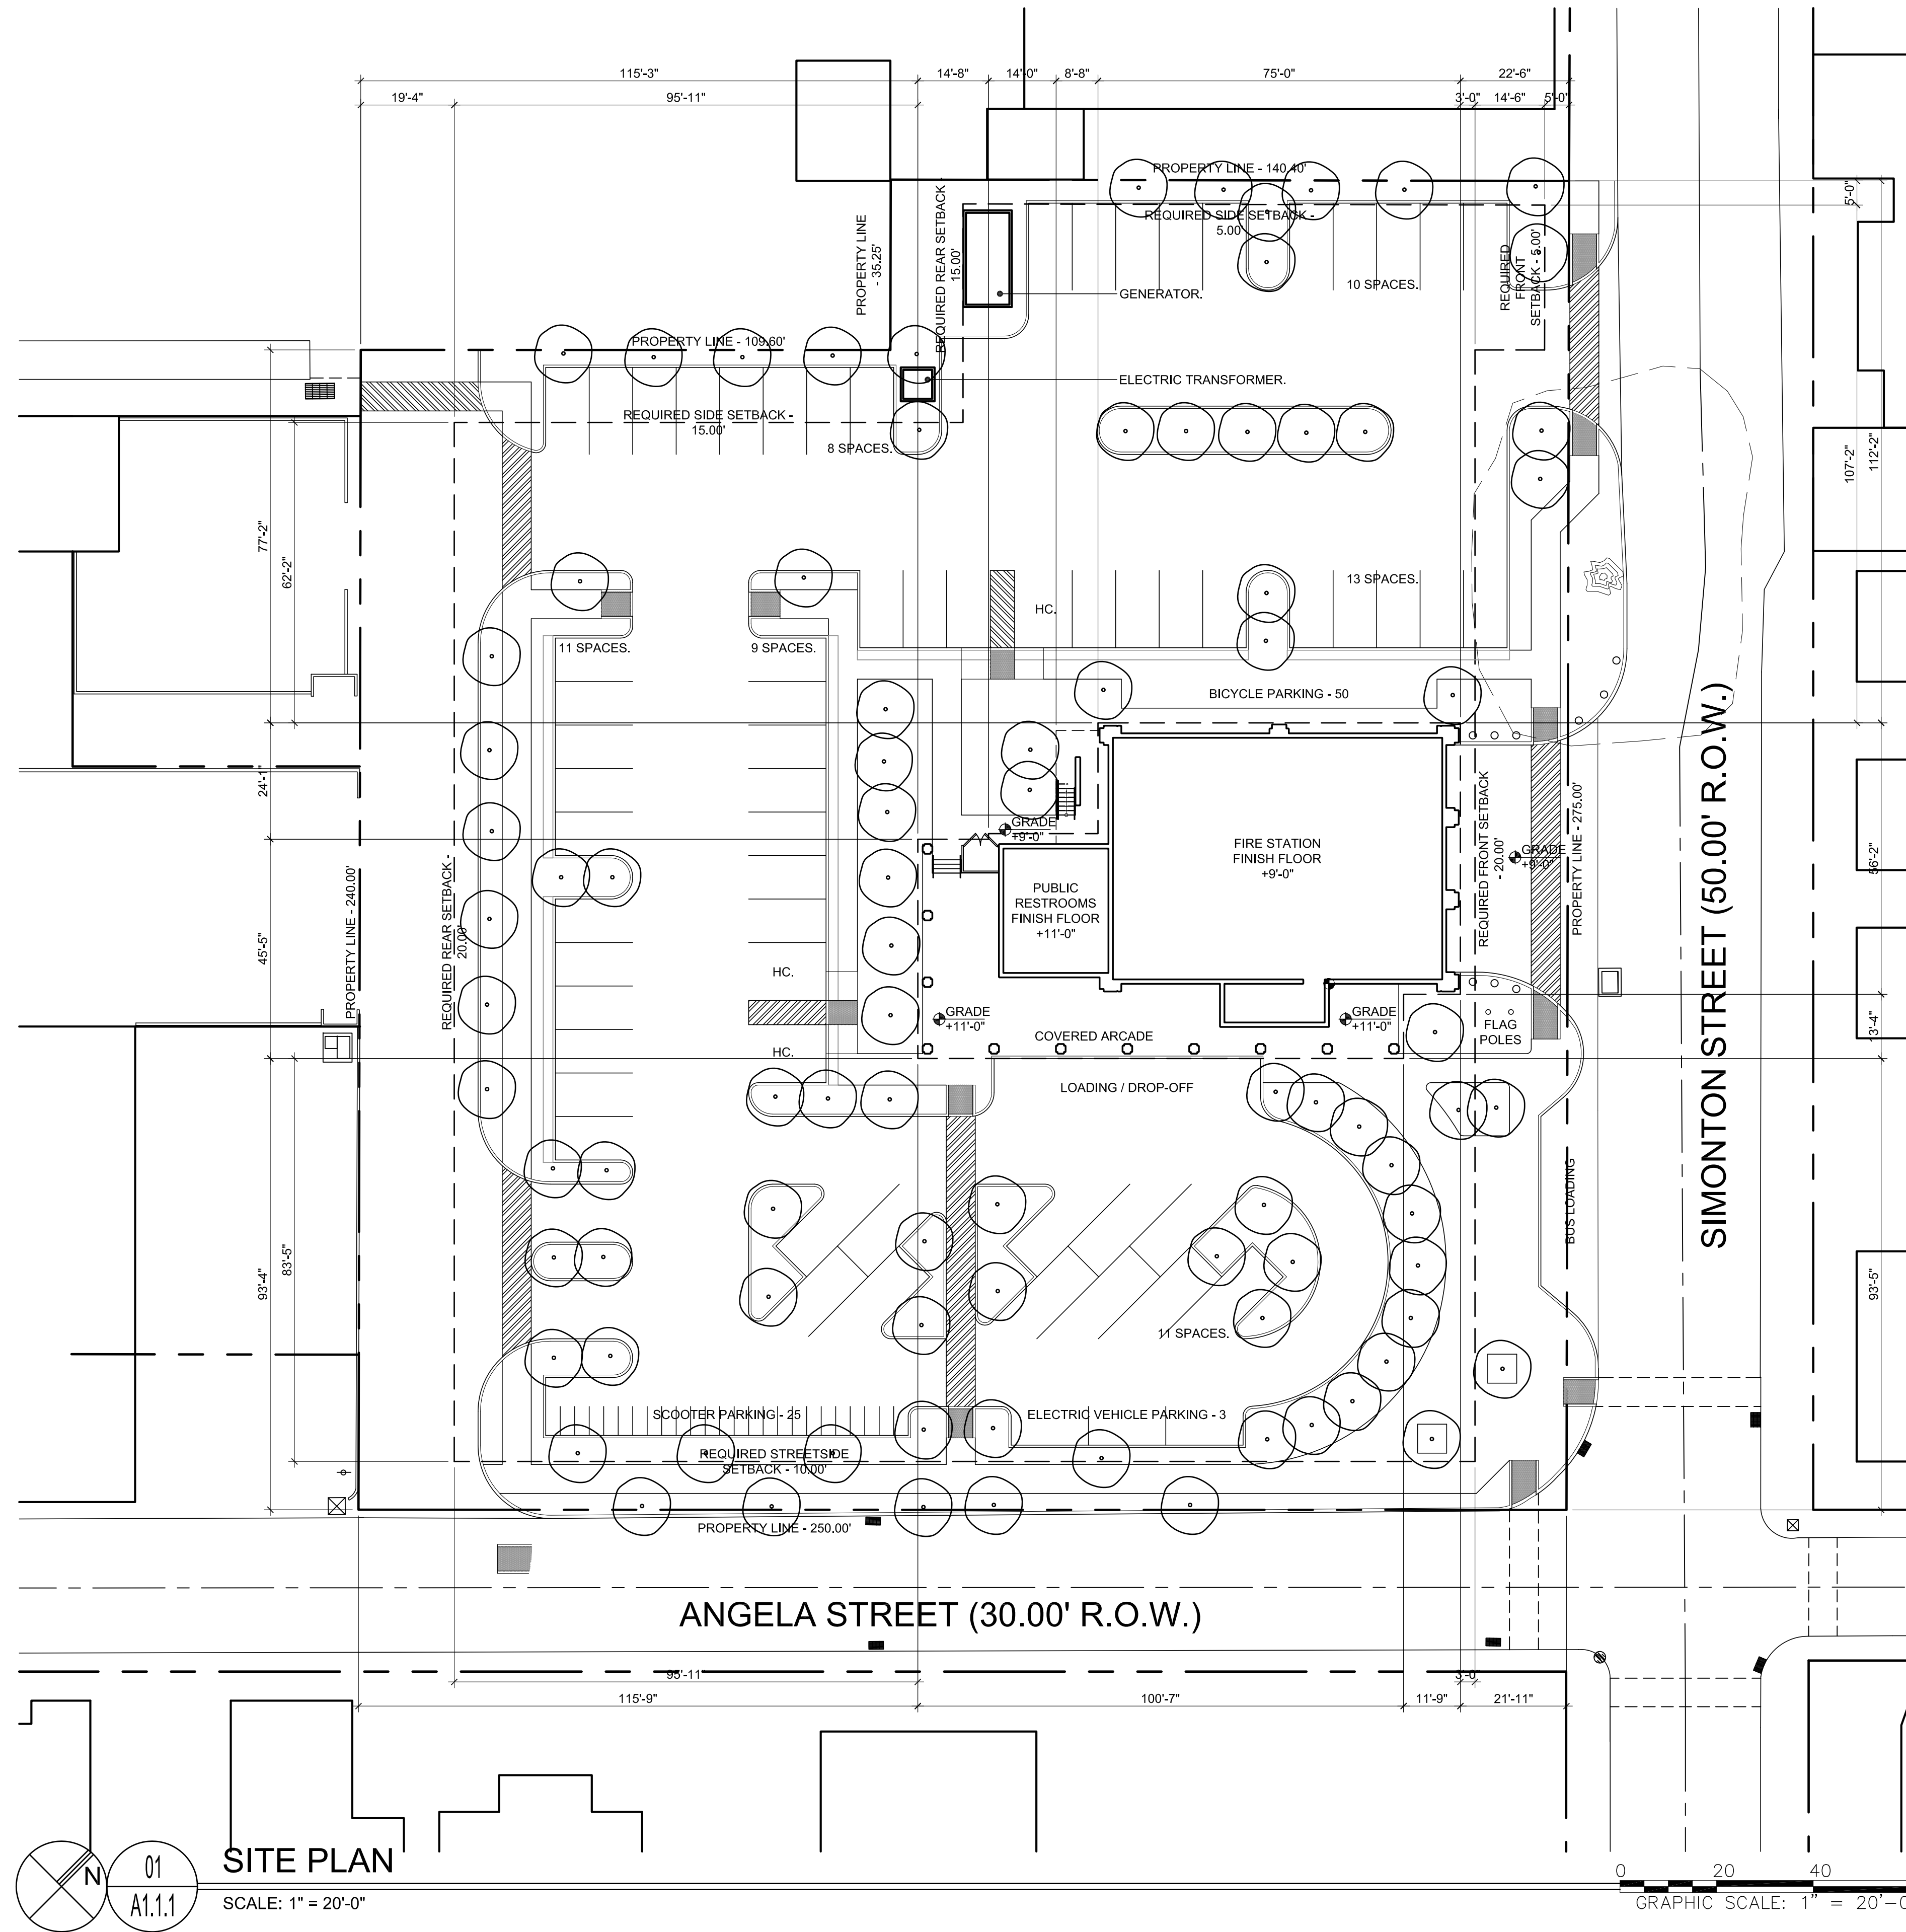 115'-3"
14'-8"
14'-0"
8'-8"
75'-0"
22'-6"
19'-4"
95'-11"
3'-0"
14'-6"
5'-0"
PROPERTY LINE - 140.40'
REQUIRED SIDE SETBACK -
5.00'
PROPERTY LINE
- 35.25'
REQUIRED REAR SETBACK -
15.00'
GENERATOR.
10 SPACES.
REQUIRED
FRONT
SETBACK - 5.00'
5'-0"
PROPERTY LINE - 109.60'
ELECTRIC TRANSFORMER.
REQUIRED SIDE SETBACK -
15.00'
8 SPACES.
107'-2"
112'-2"
77'-2"
62'-2"
13 SPACES.
HC.
11 SPACES.
9 SPACES.
BICYCLE PARKING - 50
24'-1"
GRADE
+9'-0"
FIRE STATION
FINISH FLOOR
+9'-0"
PUBLIC
RESTROOMS
FINISH FLOOR
+11'-0"
REQUIRED FRONT SETBACK
- 20.00'
GRADE
+9'-0"
PROPERTY LINE - 275.00'
56'-2"
SIMONTON STREET (50.00' R.O.W.)
PROPERTY LINE - 240.00'
REQUIRED REAR SETBACK -
20.00'
45'-5"
HC.
HC.
GRADE
+11'-0"
COVERED ARCADE
GRADE
+11'-0"
FLAG
POLES
13'-4"
LOADING / DROP-OFF
BUS LOADING
93'-4"
83'-5"
93'-5"
11 SPACES.
SCOOTER PARKING - 25
ELECTRIC VEHICLE PARKING - 3
REQUIRED STREETSIDE
SETBACK - 10.00'
PROPERTY LINE - 250.00'
ANGELA STREET (30.00' R.O.W.)
95'-11"
3'-0"
115'-9"
100'-7"
11'-9"
21'-11"
N
01
A1.1.1
SITE PLAN
SCALE: 1" = 20'-0"
0 20 40
GRAPHIC SCALE: 1" = 20'-0